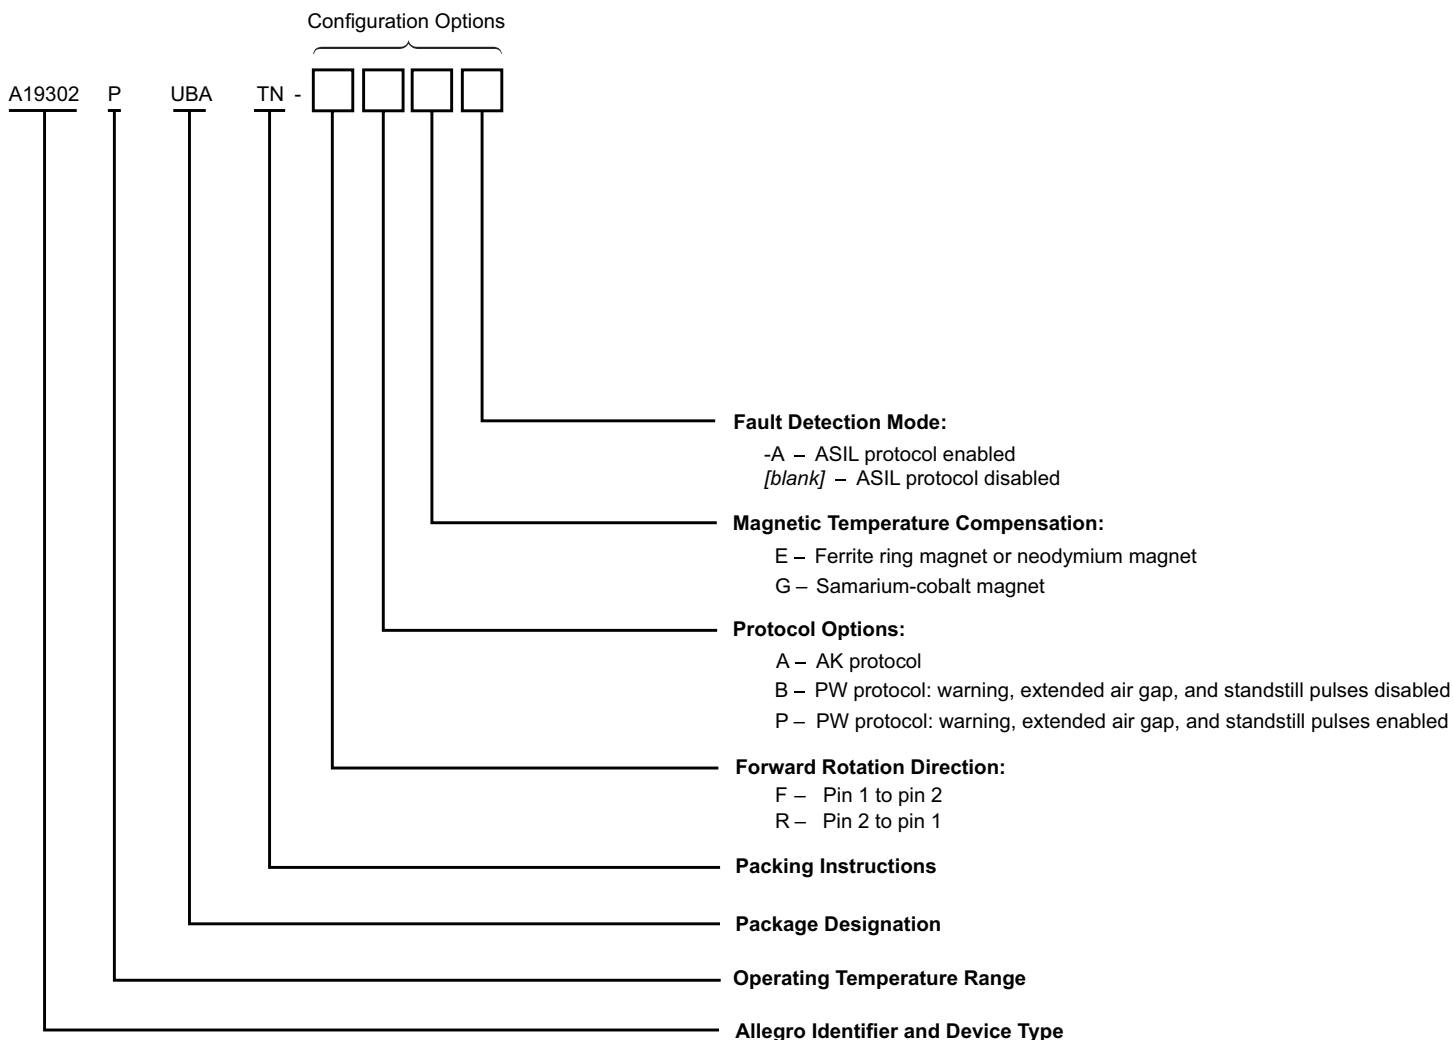 Configuration Options
A19302 P UBA TN -
Fault Detection Mode:
-A – ASIL protocol enabled
[blank] – ASIL protocol disabled
Magnetic Temperature Compensation:
E – Ferrite ring magnet or neodymium magnet
G – Samarium-cobalt magnet
Protocol Options:
A – AK protocol
B – PW protocol: warning, extended air gap, and standstill pulses disabled
P – PW protocol: warning, extended air gap, and standstill pulses enabled
Forward Rotation Direction:
F – Pin 1 to pin 2
R – Pin 2 to pin 1
Packing Instructions
Package Designation
Operating Temperature Range
Allegro Identifier and Device Type